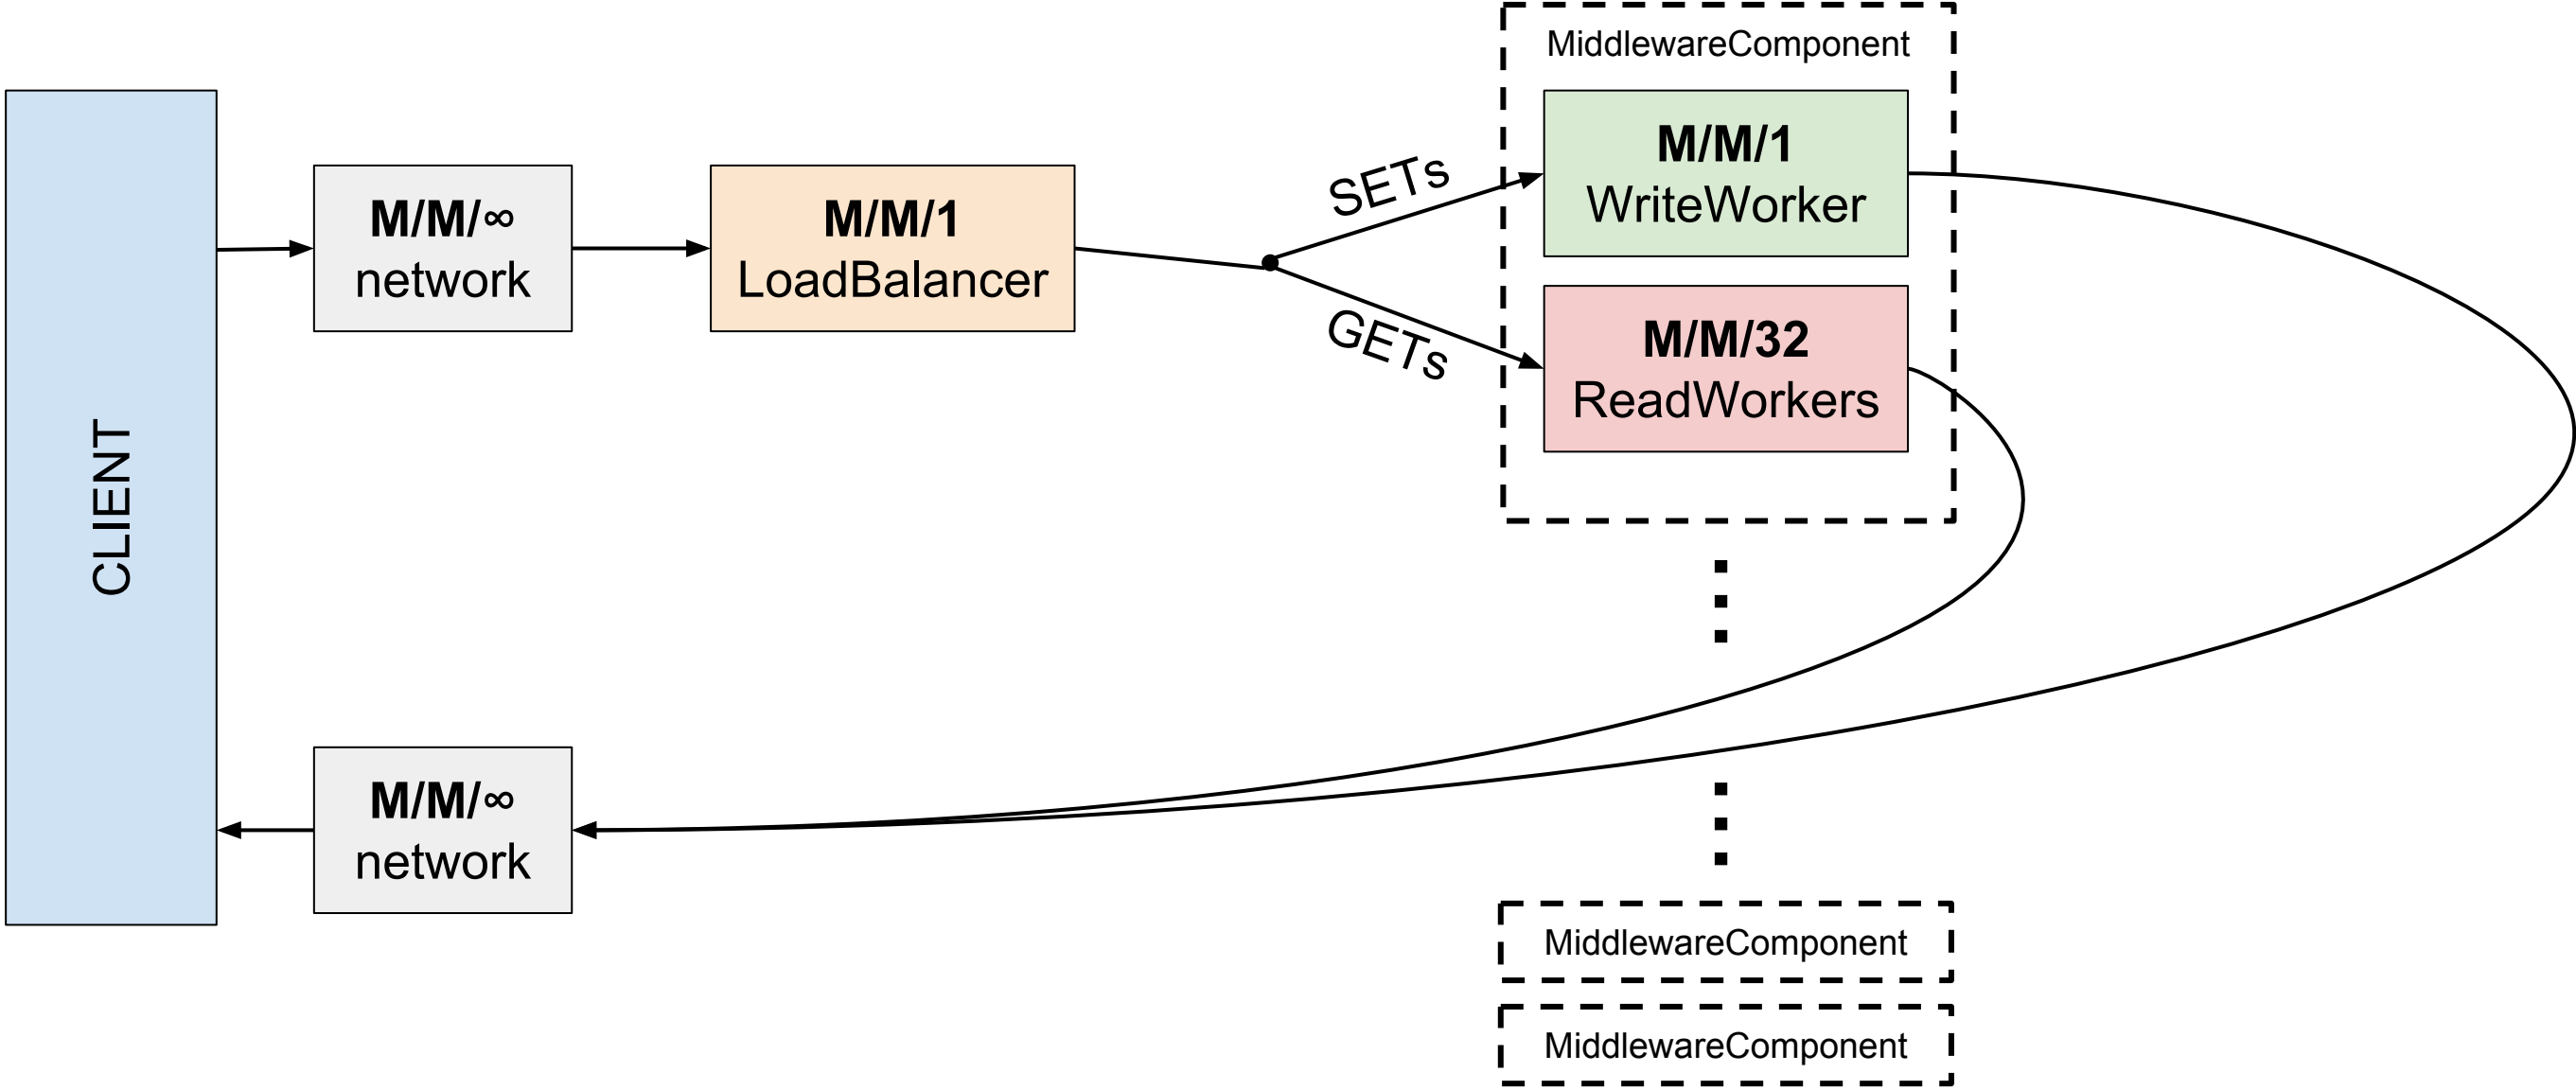 CLIENT
M/M/∞
network
M/M/1
LoadBalancer
SETs
GETs
MiddlewareComponent
M/M/1
WriteWorker
M/M/32
ReadWorkers
M/M/∞
network
MiddlewareComponent
MiddlewareComponent